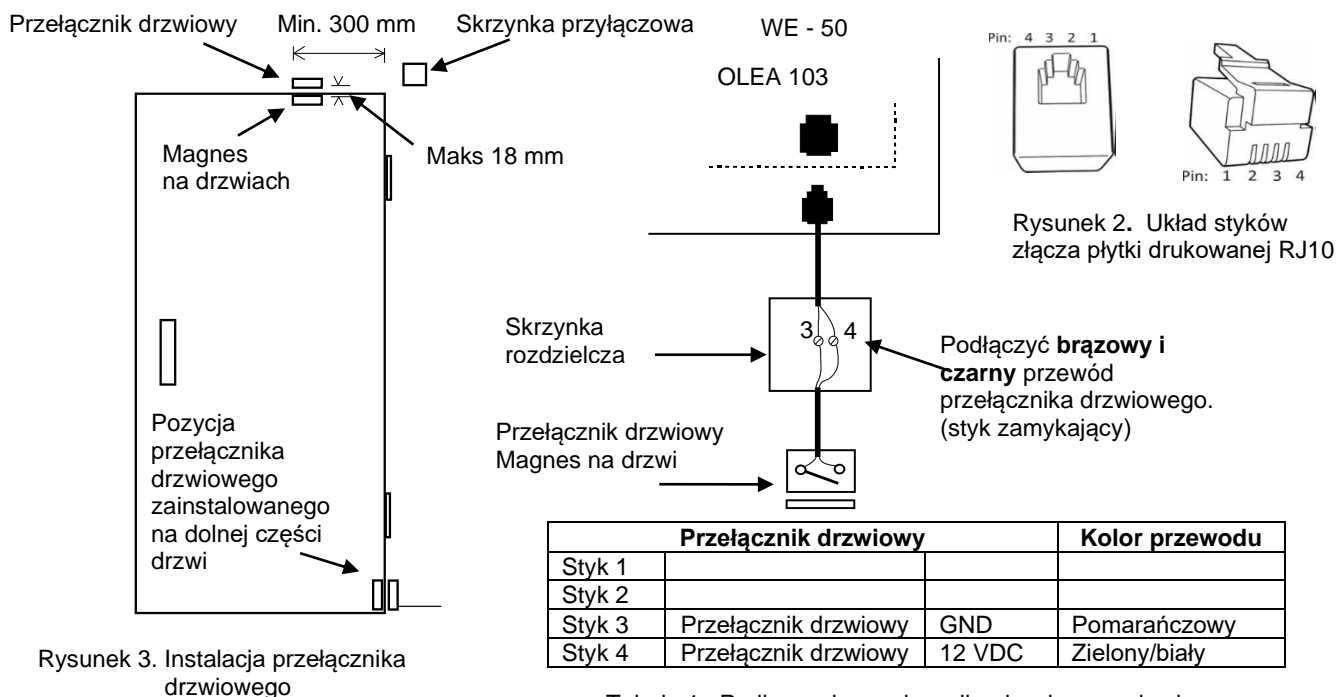 Przełącznik drzwiowy
Min. 300 mm
Skrzynka przyłączowa
Magnes
na drzwiach
Maks 18 mm
Pozycja
przełącznika
drzwiowego
zainstalowanego
na dolnej części
drzwi
Rysunek 3. Instalacja przełącznika
drzwiowego
WE - 50
OLEA 103
Skrzynka
rozdzielcza
3 4
Podłączyć brązowy i
czarny przewód
przełącznika drzwiowego.
(styk zamykający)
Przełącznik drzwiowy
Magnes na drzwi
Pin: 4 3 2 1
Pin: 1 2 3 4
Rysunek 2. Układ styków
złącza płytki drukowanej RJ10
Przełącznik drzwiowy Kolor przewodu
Styk 1
Styk 2
Styk 3 Przełącznik drzwiowy GND Pomarańczowy
Styk 4 Przełącznik drzwiowy 12 VDC Zielony/biały